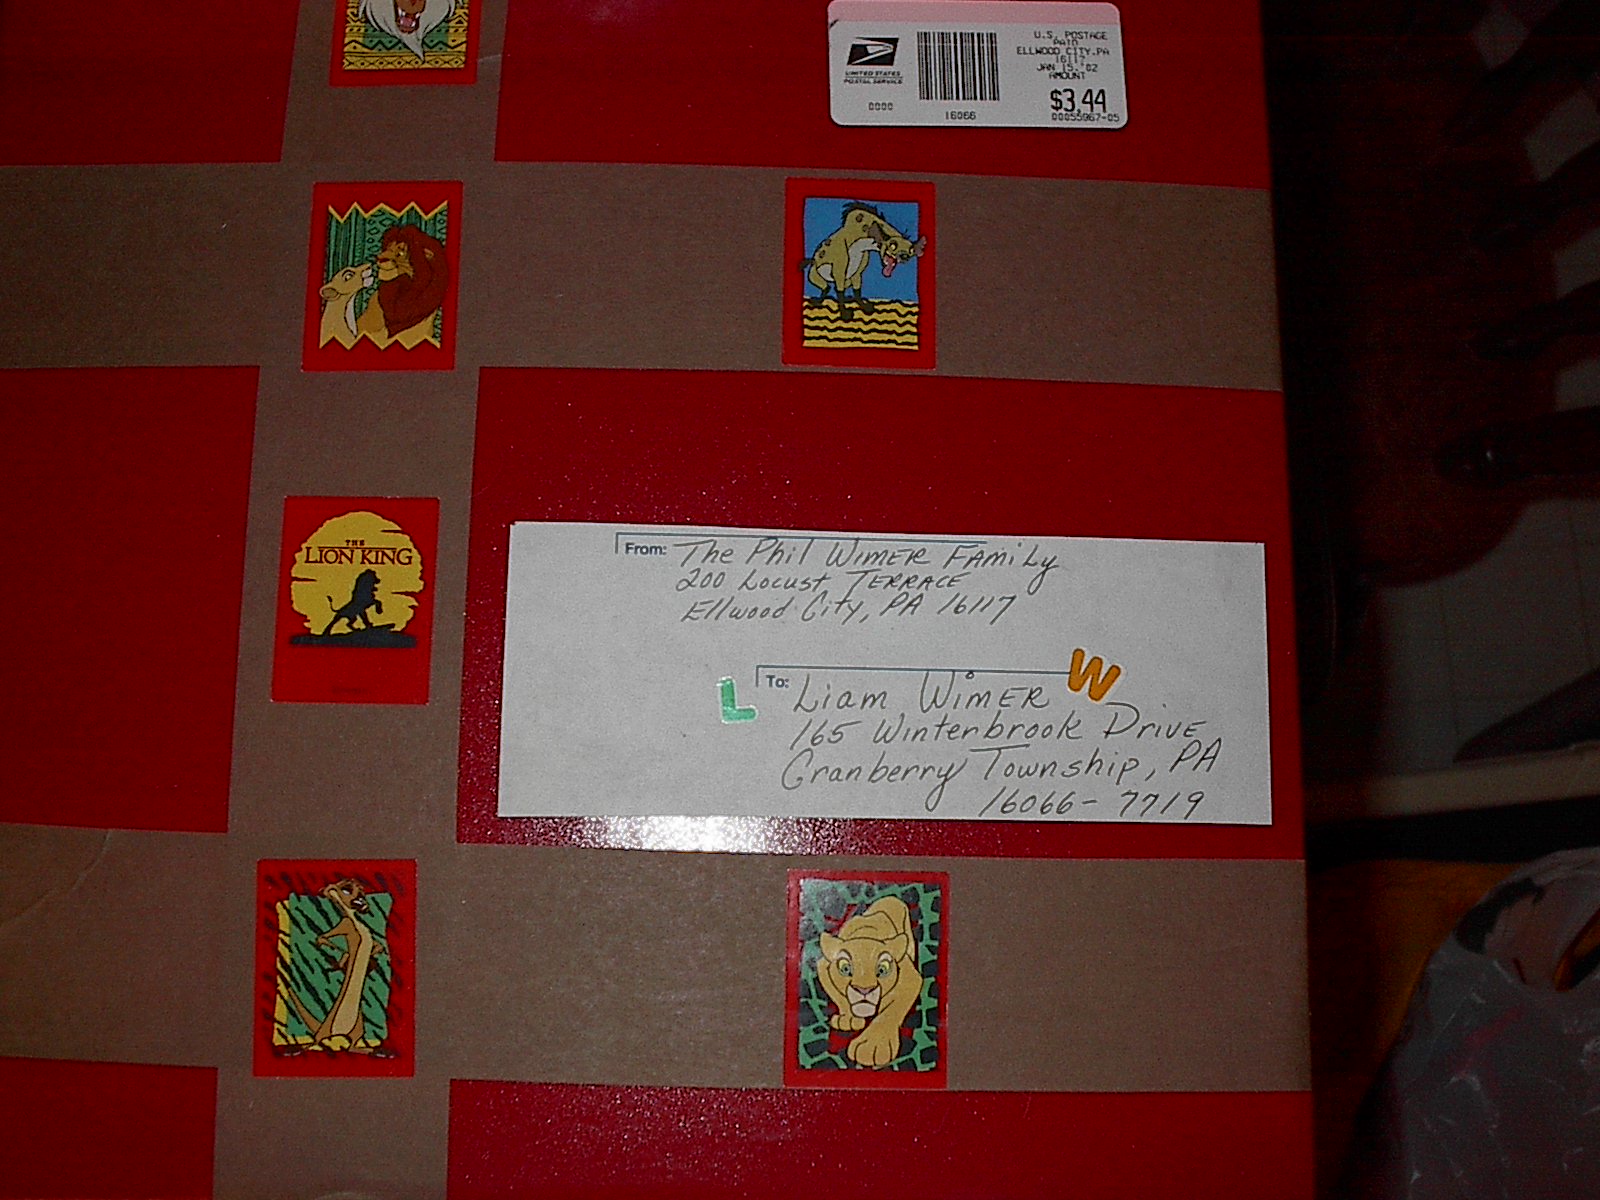 UNITED STATES
POSTAL SERVICE
0000
16066
U.S. POSTAGE
PAID
ELLWOOD CITY.PA
16117
JAN 15.'02
AMOUNT
$3.44
00055967-05
THE
LION KING
From: The Phil Wimer Family
200 Locust Terrace
Ellwood City, PA 16117
L To: Liam Wimer W
165 Winterbrook Drive
Cranberry Township, PA
16066-7719